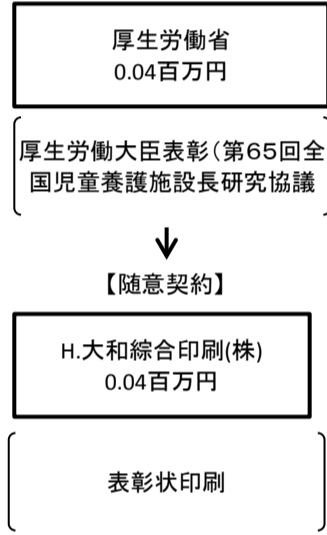 厚生労働省
0.04百万円
厚生労働大臣表彰（第65回全
国児童養護施設長研究協議
【随意契約】
H.大和綜合印刷(株)
0.04百万円
表彰状印刷